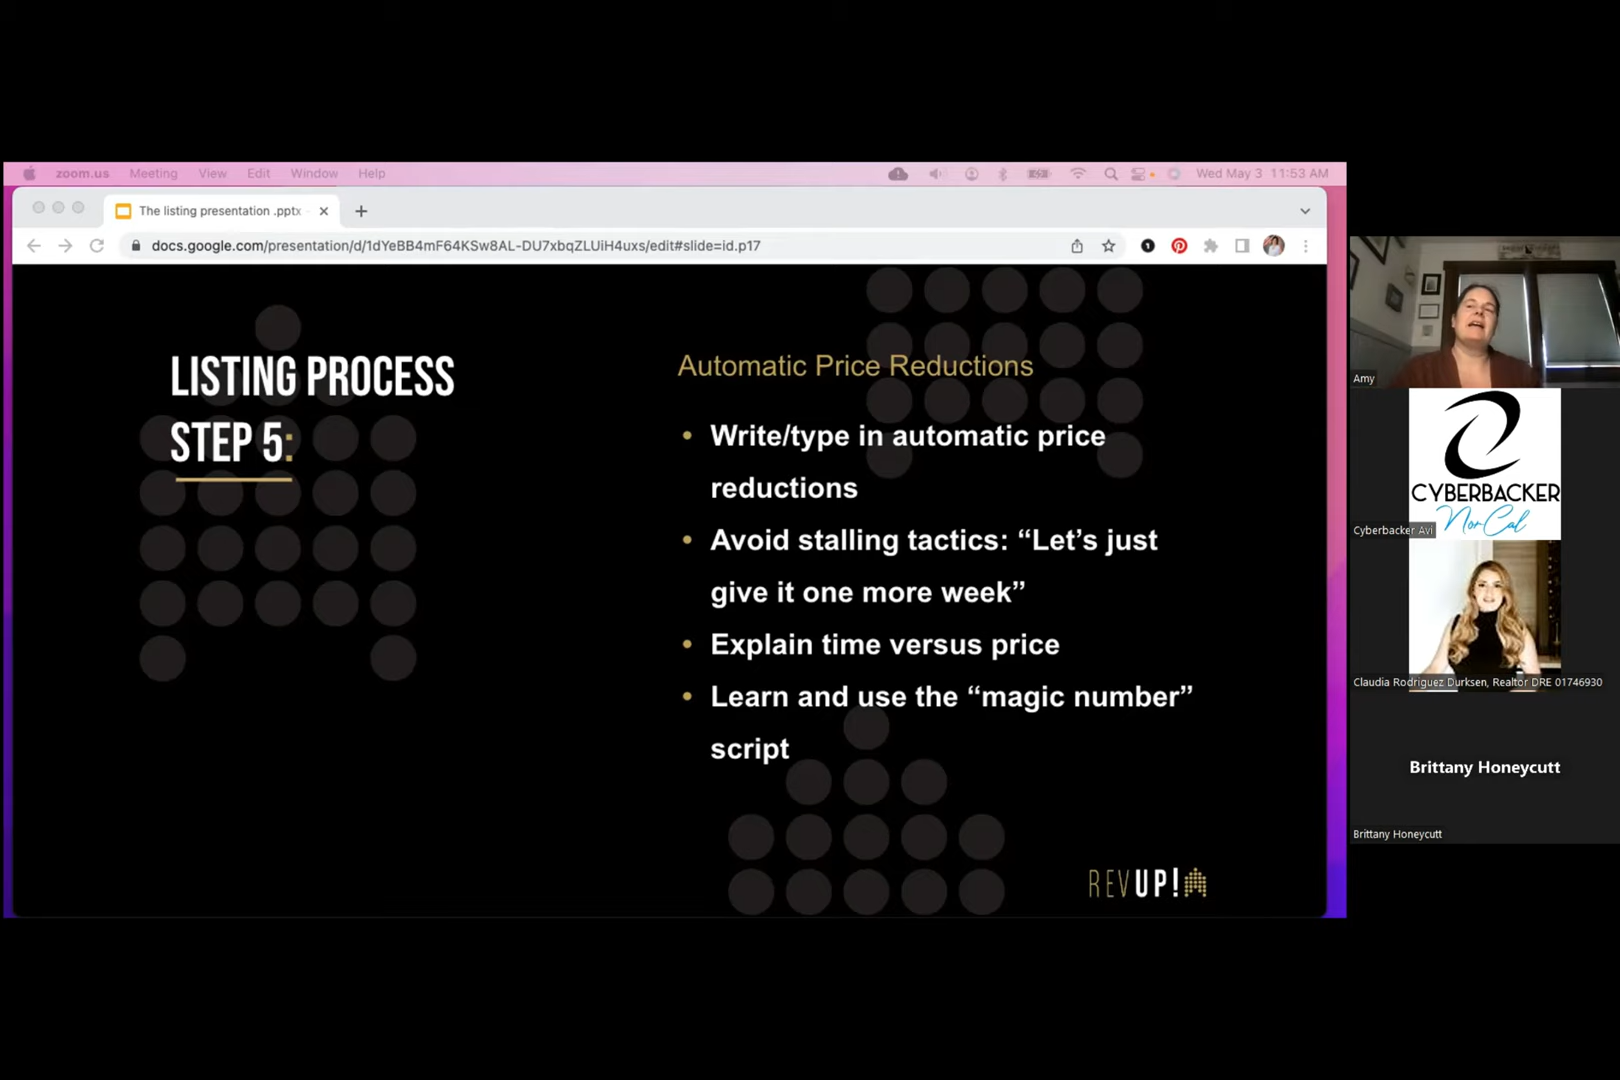 zoom.us Meeting View Edit Window Help Wed May 3 11:53 AM
The listing presentation .pptx
docs.google.com/presentation/d/1dYeBB4mF64KSw8AL-DU7xbqZLUiH4uxs/edit#slide=id.p17
LISTING PROCESS
STEP 5:
Automatic Price Reductions
• Write/type in automatic price
reductions
• Avoid stalling tactics: “Let’s just
give it one more week”
• Explain time versus price
• Learn and use the “magic number”
script
REVUP!
Amy
CYBERBACKER
NorCal
Cyberbacker Avi
Claudia Rodriguez Durksen, Realtor DRE 01746930
Brittany Honeycutt
Brittany Honeycutt